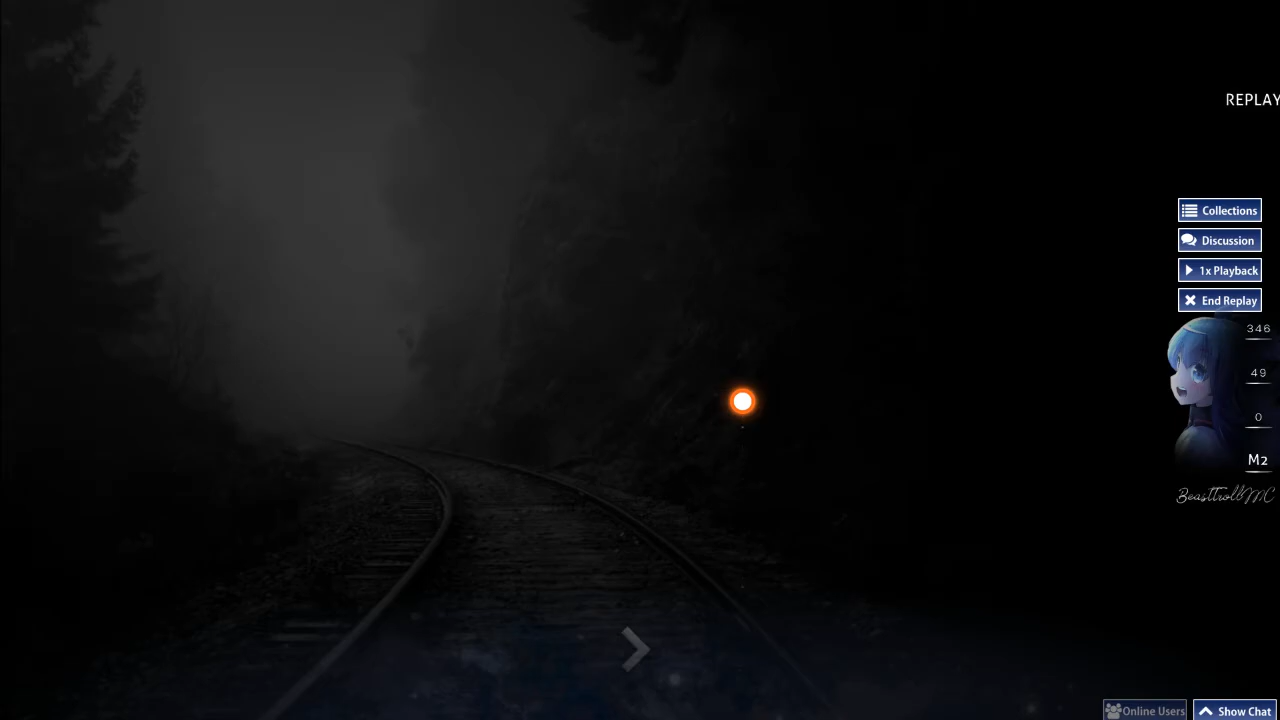 REPLAY
Collections
Discussion
1x Playback
End Replay
346
49
0
M2
BeasttrollMC
Online Users
Show Chat